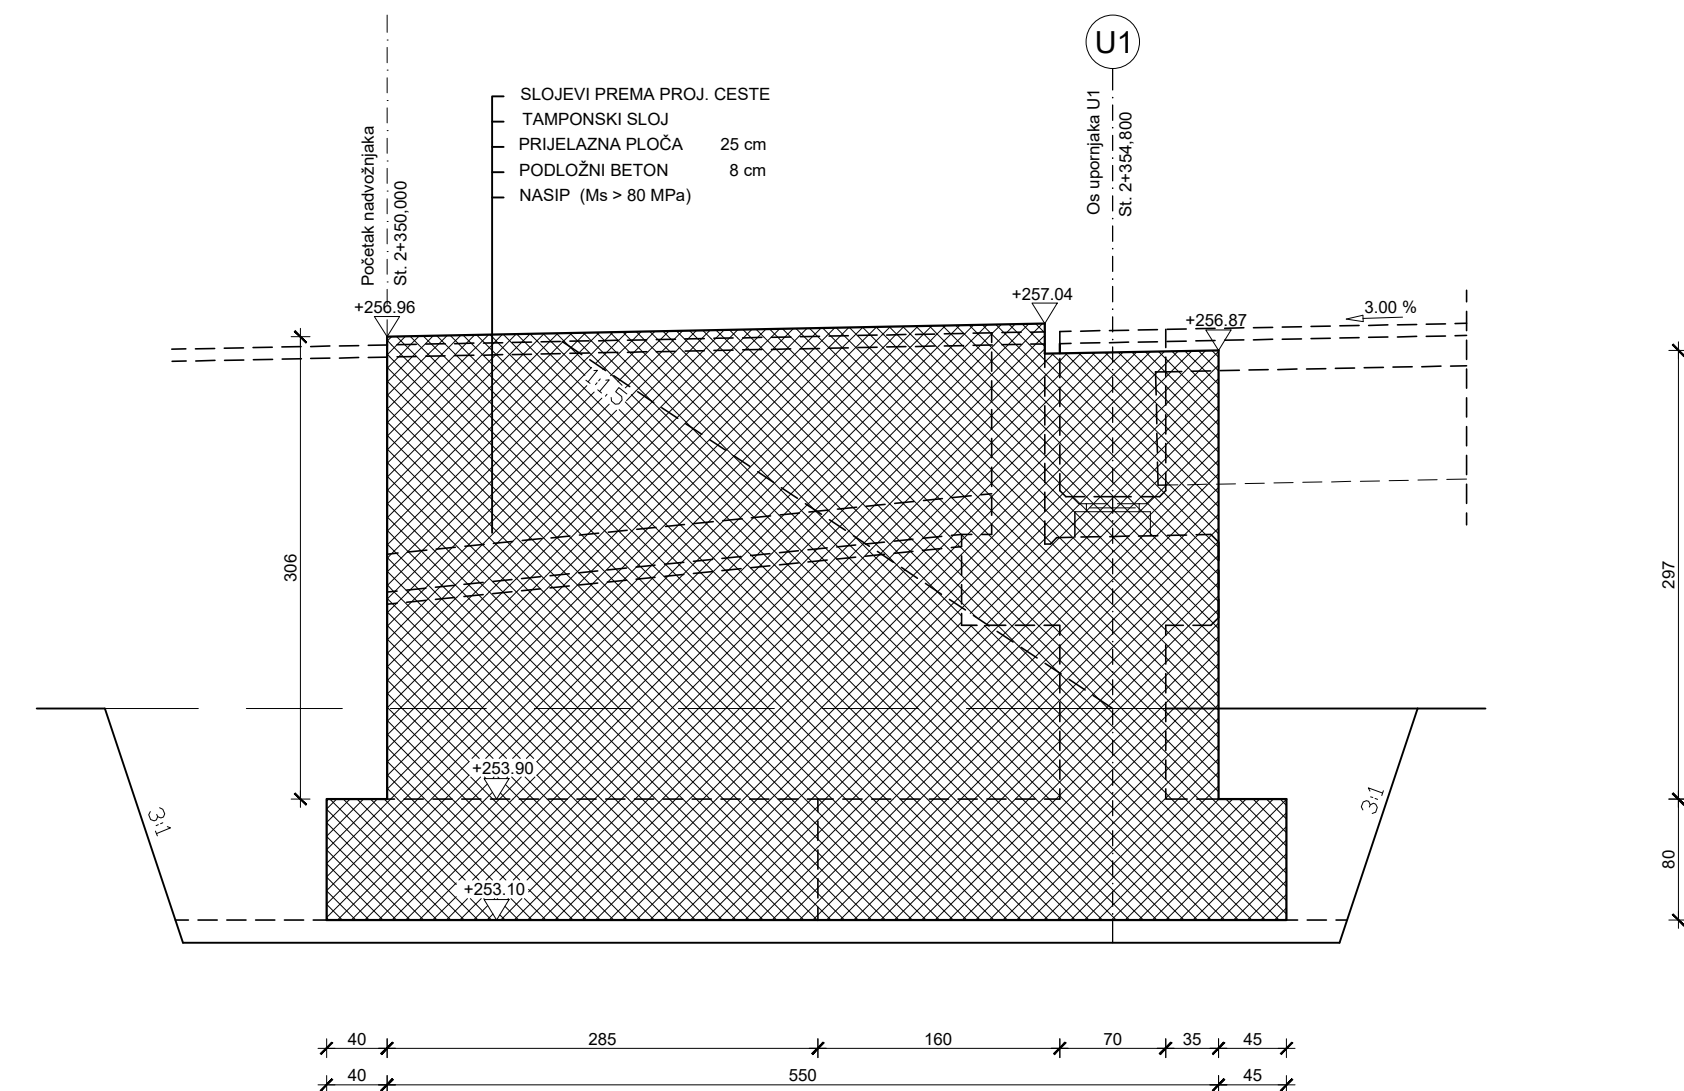 U1
SLOJEVI PREMA PROJ. CESTE
TAMPONSKI SLOJ
PRIJELAZNA PLOČA 25 cm
PODLOŽNI BETON 8 cm
NASIP (Ms > 80 MPa)
Početak nadvožnjaka
St. 2+350,000
Os upornjaka U1
St. 2+354,800
+256.96
+257.04
+256.87
3.00 %
1:1,5
306
297
+253.90
3:1
3:1
80
+253.10
40 285 160 70 35 45
40 550 45